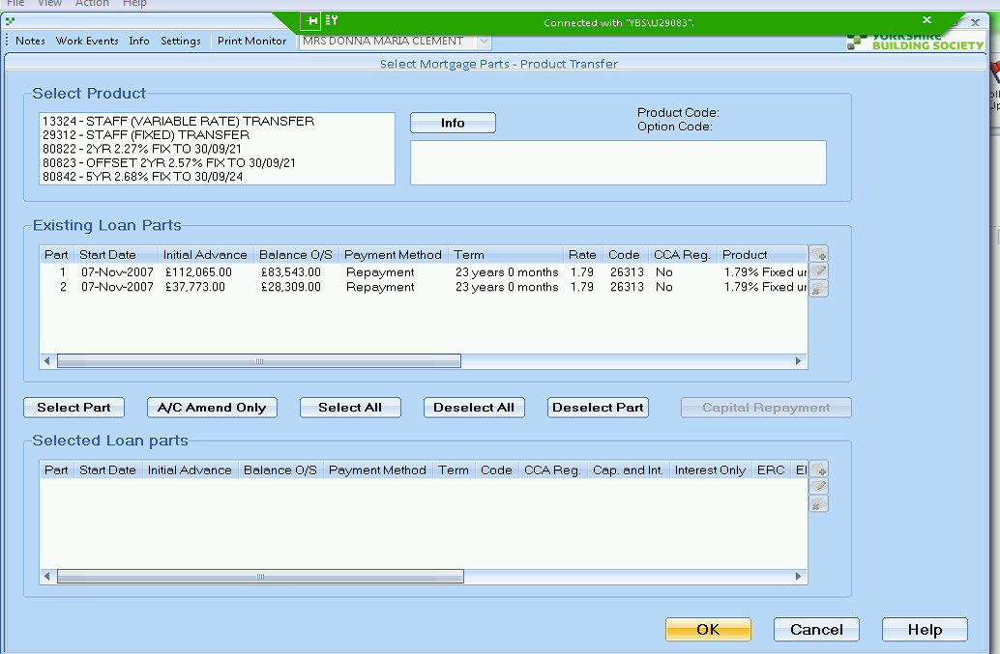 File View Action Help
Connected with "YBS\U29083".
Notes Work Events Info Settings Print Monitor MRS DONNA MARIA CLEMENT
YORKSHIRE
BUILDING SOCIETY
Select Mortgage Parts - Product Transfer
Select Product
13324 - STAFF (VARIABLE RATE) TRANSFER
29312 - STAFF (FIXED) TRANSFER
80822 - 2YR 2.27% FIX TO 30/09/21
80823 - OFFSET 2YR 2.57% FIX TO 30/09/21
80842 - 5YR 2.68% FIX TO 30/09/24
Info
Product Code:
Option Code:
Existing Loan Parts
Part Start Date Initial Advance Balance O/S Payment Method Term Rate Code CCA Reg. Product
1 07-Nov-2007 £112,065.00 £83,543.00 Repayment 23 years 0 months 1.79 26313 No 1.79% Fixed
2 07-Nov-2007 £37,773.00 £28,309.00 Repayment 23 years 0 months 1.79 26313 No 1.79% Fixed
Select Part A/C Amend Only Select All Deselect All Deselect Part Capital Repayment
Selected Loan parts
Part Start Date Initial Advance Balance O/S Payment Method Term Code CCA Reg. Cap. and Int. Interest Only ERC
OK Cancel Help